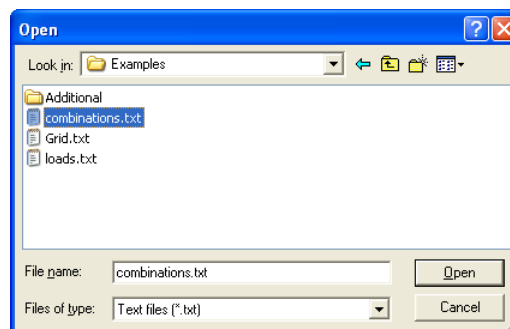 Open
Look in: Examples
Additional
combinations.txt
Grid.txt
loads.txt
File name: combinations.txt Open
Files of type: Text files (*.txt) Cancel